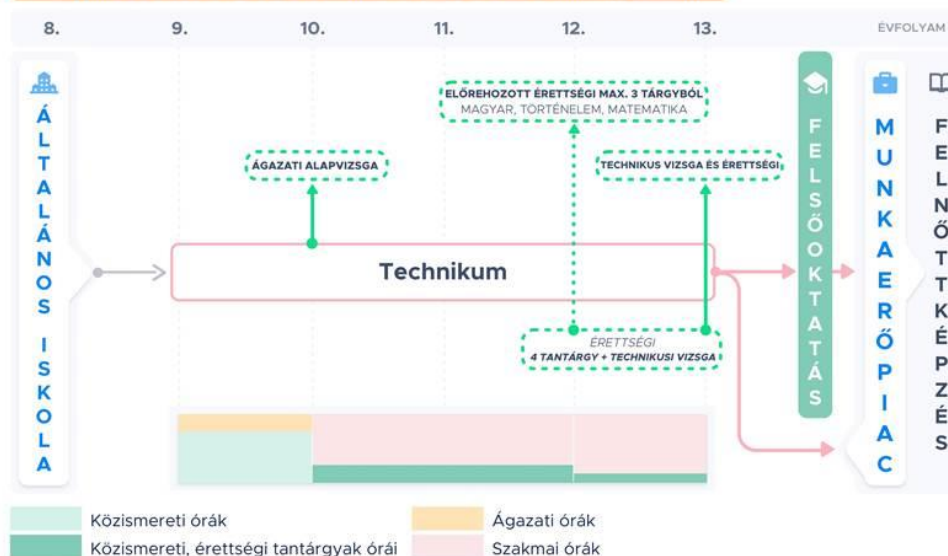 8. 9. 10. 11. 12. 13. ÉVFOLYAM
ÁLTALÁNOS ISKOLA
ELŐREHOZOTT ÉRETTSÉGI MAX. 3 TÁRGYBÓL
MAGYAR, TÖRTÉNELEM, MATEMATIKA
ÁGAZATI ALAPVIZSGA
TECHNIKUS VIZSGA ÉS ÉRETTSÉGI
Technikum
ÉRETTSÉGI
4 TANTÁRGY + TECHNIKUSI VIZSGA
FELSŐOKTATÁS
MUNKAERŐPIAC
FELNŐTTKÉPZÉS
Közismereti órák
Ágazati órák
Közismereti, érettségi tantárgyak órái
Szakmai órák